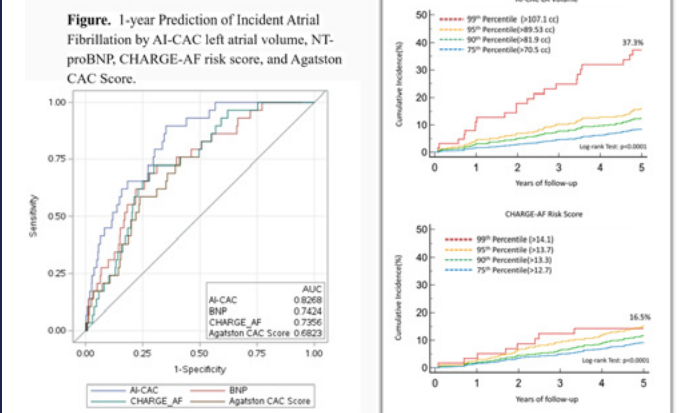 Figure. 1-year Prediction of Incident Atrial
Fibrillation by AI-CAC left atrial volume, NT-
proBNP, CHARGE-AF risk score, and Agatston
CAC Score.
1.00
0.75
0.50
0.25
0.00
Sensitivity
AUC
AI-CAC 0.8268
BNP 0.7424
CHARGE_AF 0.7356
Agatston CAC Score 0.6823
0.00 0.25 0.50 0.75 1.00
1-Specificity
AI-CAC BNP
CHARGE_AF Agatston CAC Score
50
40
30
20
10
0
Cumulative Incidence(%)
99th Percentile (>107.1 cc)
95th Percentile(>89.53 cc)
90th Percentile(>81.9 cc)
75th Percentile(>70.5 cc)
37.3%
Log-rank Test: p<0.0001
0 1 2 3 4 5
Years of follow-up
CHARGE-AF Risk Score
50
40
30
20
10
0
Cumulative Incidence(%)
99th Percentile (>14.1)
95th Percentile (>13.7)
90th Percentile(>13.3)
75th Percentile(>12.7)
16.5%
Log-rank Test: p<0.0001
0 1 2 3 4 5
Years of follow-up